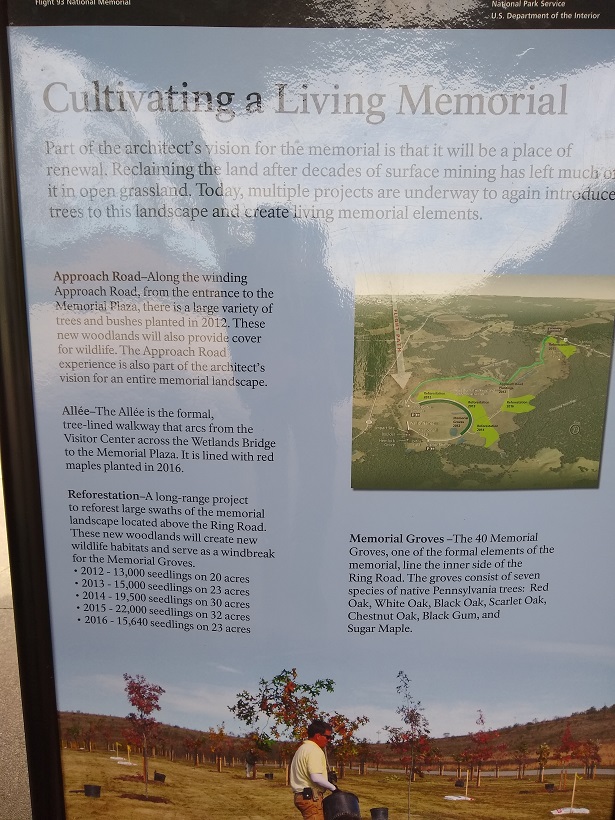 Flight 93 National Memorial
National Park Service
U.S. Department of the Interior
Cultivating a Living Memorial
Part of the architect's vision for the memorial is that it will be a place of
renewal. Reclaiming the land after decades of surface mining has left much of
it in open grassland. Today, multiple projects are underway to again introduce
trees to this landscape and create living memorial elements.
Approach Road–Along the winding
Approach Road, from the entrance to the
Memorial Plaza, there is a large variety of
trees and bushes planted in 2012. These
new woodlands will also provide cover
for wildlife. The Approach Road
experience is also part of the architect's
vision for an entire memorial landscape.
Allée–The Allée is the formal,
tree-lined walkway that arcs from the
Visitor Center across the Wetlands Bridge
to the Memorial Plaza. It is lined with red
maples planted in 2016.
Reforestation–A long-range project
to reforest large swaths of the memorial
landscape located above the Ring Road.
These new woodlands will create new
wildlife habitats and serve as a windbreak
for the Memorial Groves.
• 2012 - 13,000 seedlings on 20 acres
• 2013 - 15,000 seedlings on 23 acres
• 2014 - 19,500 seedlings on 30 acres
• 2015 - 22,000 seedlings on 32 acres
• 2016 - 15,640 seedlings on 23 acres
Memorial Groves –The 40 Memorial
Groves, one of the formal elements of the
memorial, line the inner side of the
Ring Road. The groves consist of seven
species of native Pennsylvania trees: Red
Oak, White Oak, Black Oak, Scarlet Oak,
Chestnut Oak, Black Gum, and
Sugar Maple.